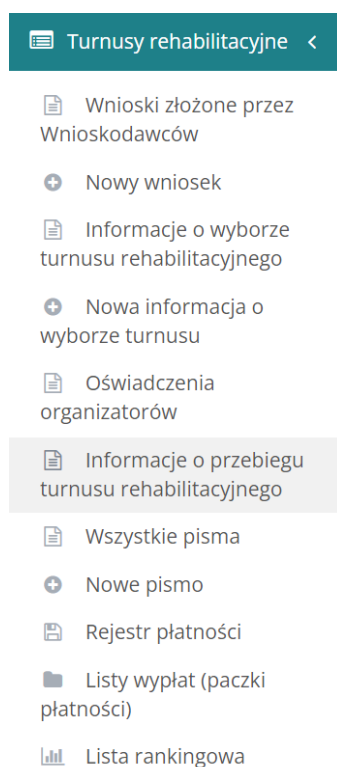 Turnusy rehabilitacyjne
Wnioski złożone przez
Wnioskodawców
Nowy wniosek
Informacje o wyborze
turnusu rehabilitacyjnego
Nowa informacja o
wyborze turnusu
Oświadczenia
organizatorów
Informacje o przebiegu
turnusu rehabilitacyjnego
Wszystkie pisma
Nowe pismo
Rejestr płatności
Listy wypłat (paczki
płatności)
Lista rankingowa